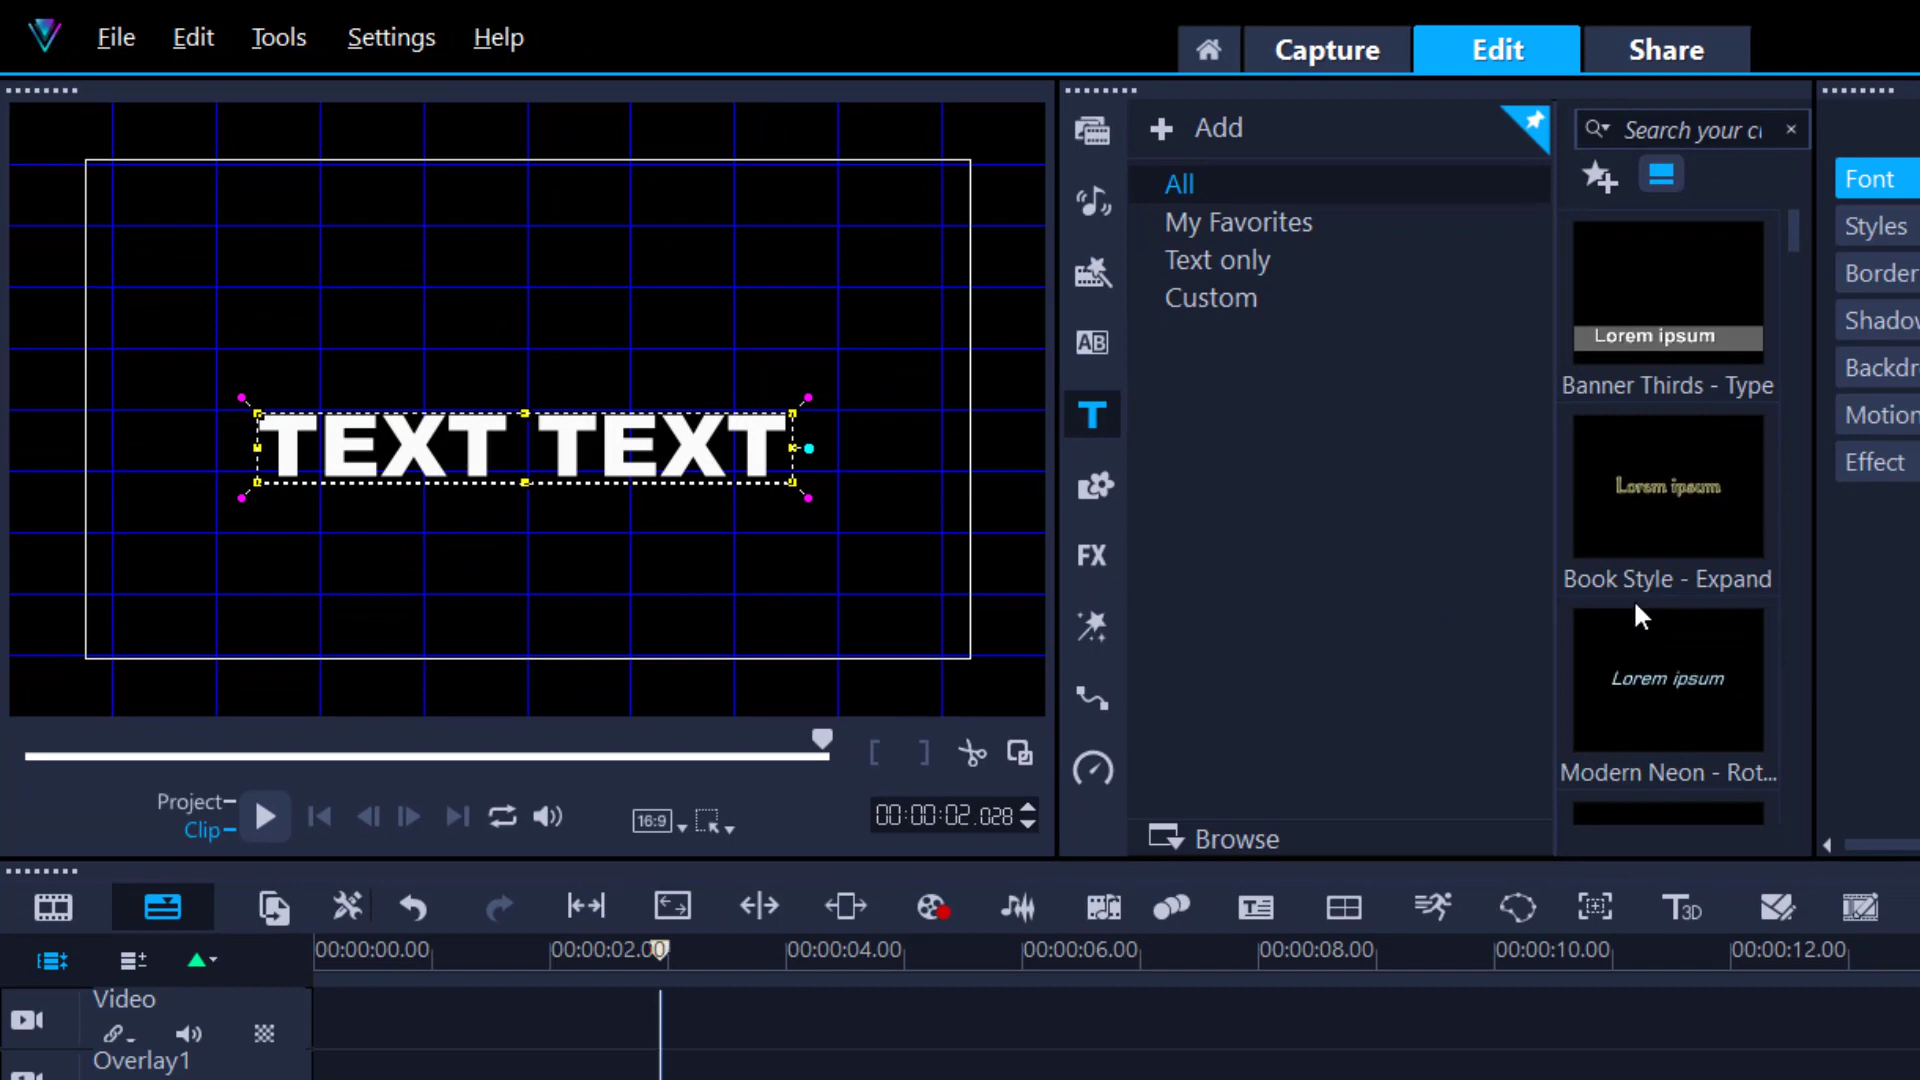 File Edit Tools Settings Help
Capture Edit Share
Add
All
My Favorites
Text only
Custom
Browse
Lorem ipsum
Banner Thirds - Type
Lorem ipsum
Book Style - Expand
Lorem ipsum
Modern Neon - Rot...
Font
Styles
Border
Motion
Effect
AB
T
FX
TEXT TEXT
Project
Clip
16:9
00:00:02.028
T3D
00:00:00.00 00:00:02.00 00:00:04.00 00:00:06.00 00:00:08.00 00:00:10.00 00:00:12.00
Video
Overlay1